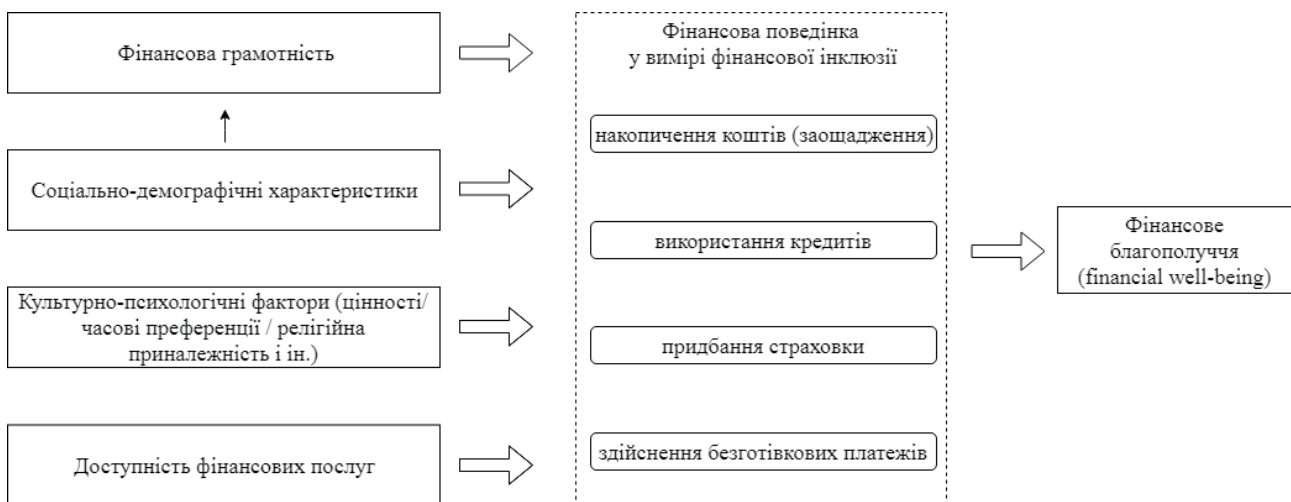 Фінансова грамотність
Соціально-демографічні характеристики
Культурно-психологічні фактори (цінності/
часові преференції / релігійна
приналежність і ін.)
Доступність фінансових послуг
Фінансова поведінка
у вимірі фінансової інклюзії
накопичення коштів (заощадження)
використання кредитів
придбання страховки
здійснення безготівкових платежів
Фінансове
благополуччя
(financial well-being)